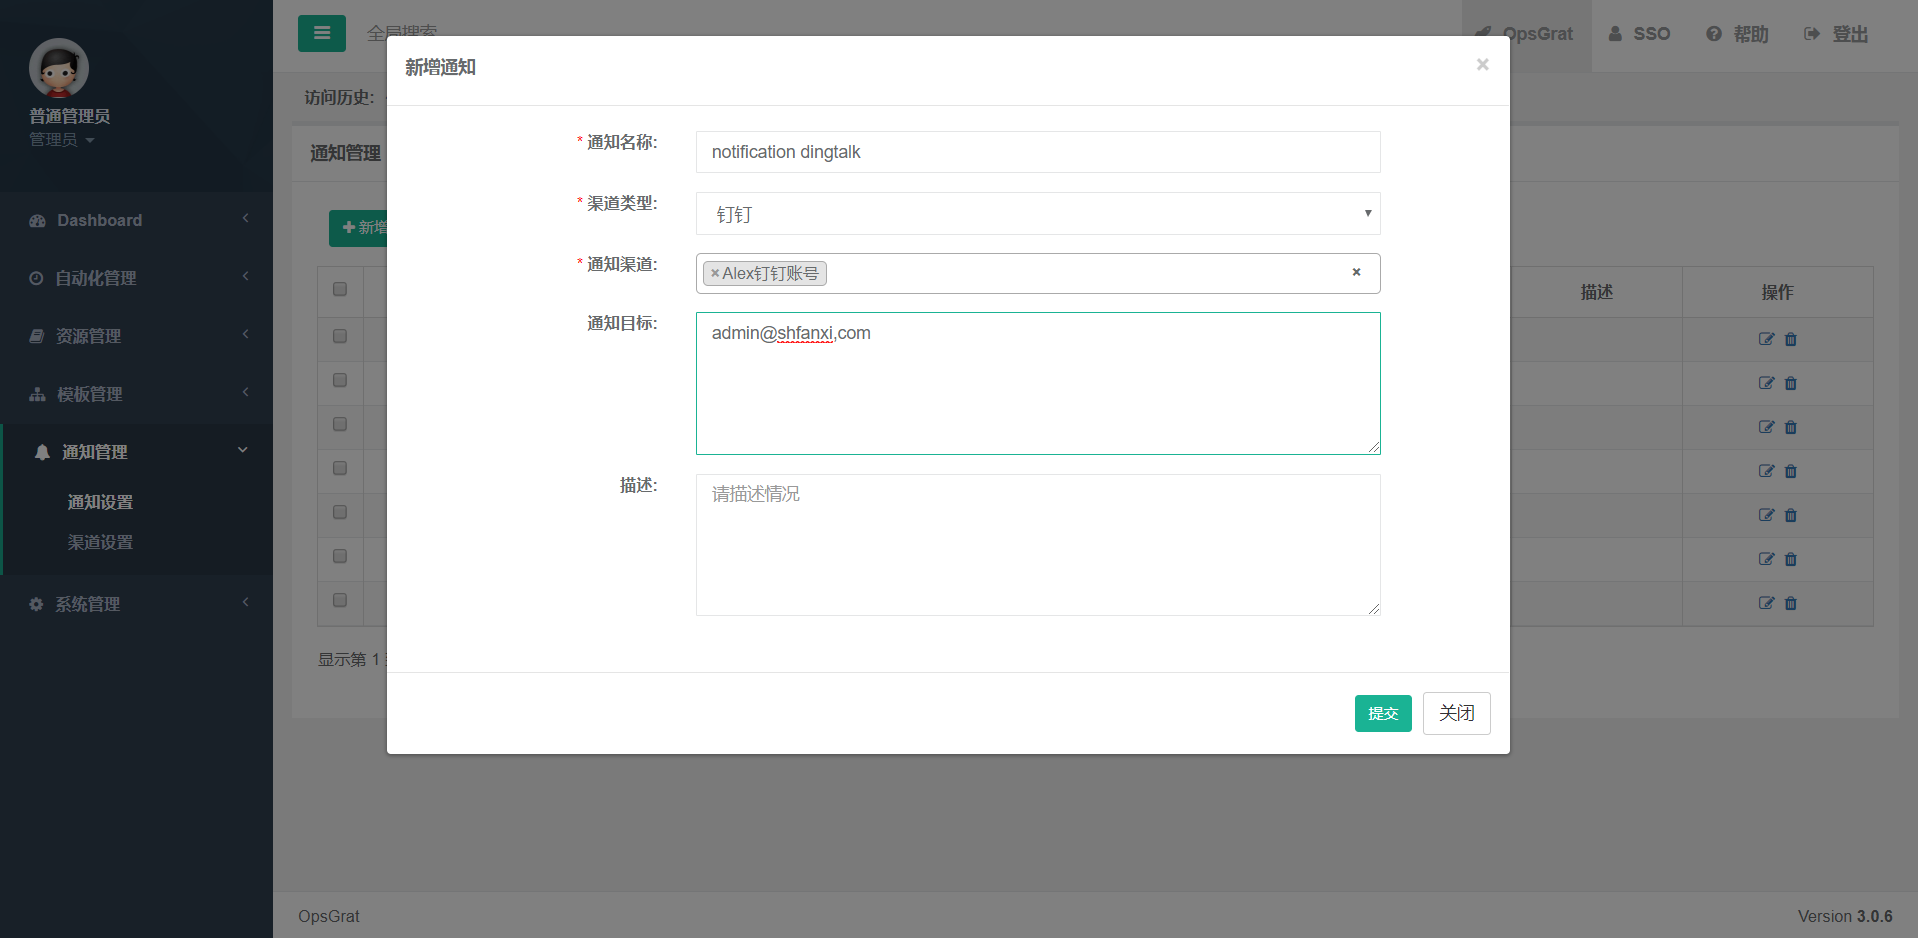 全局搜索
OpsGrat
SSO
帮助
登出
普通管理员
管理员
Dashboard
自动化管理
资源管理
模板管理
通知管理
通知设置
渠道设置
系统管理
访问历史:
通知管理
新增
描述
操作
显示第 1
新增通知
×
* 通知名称:
notification dingtalk
* 渠道类型:
钉钉
* 通知渠道:
×Alex钉钉账号
×
通知目标:
admin@shfanxi,com
描述:
请描述情况
提交
关闭
OpsGrat
Version 3.0.6